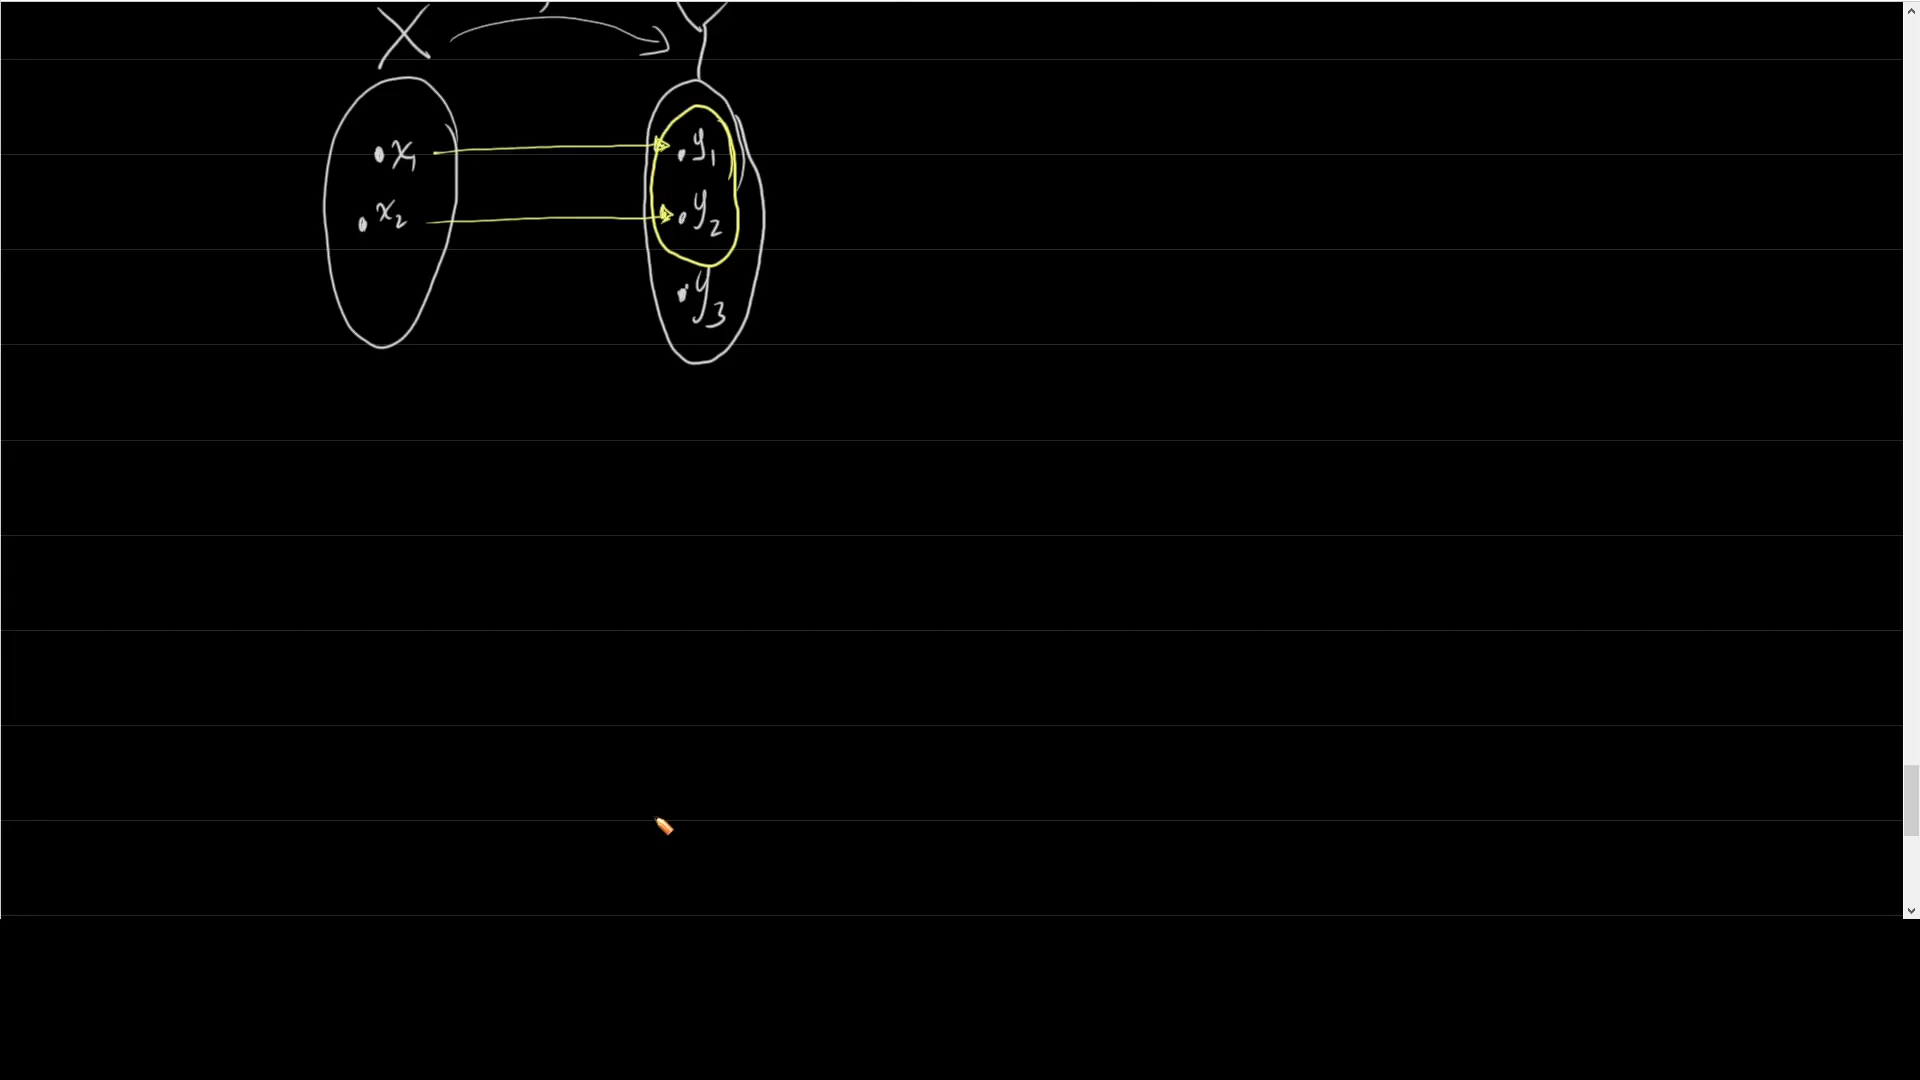 X Y
x₁ y₁
x₂ y₂
y₃